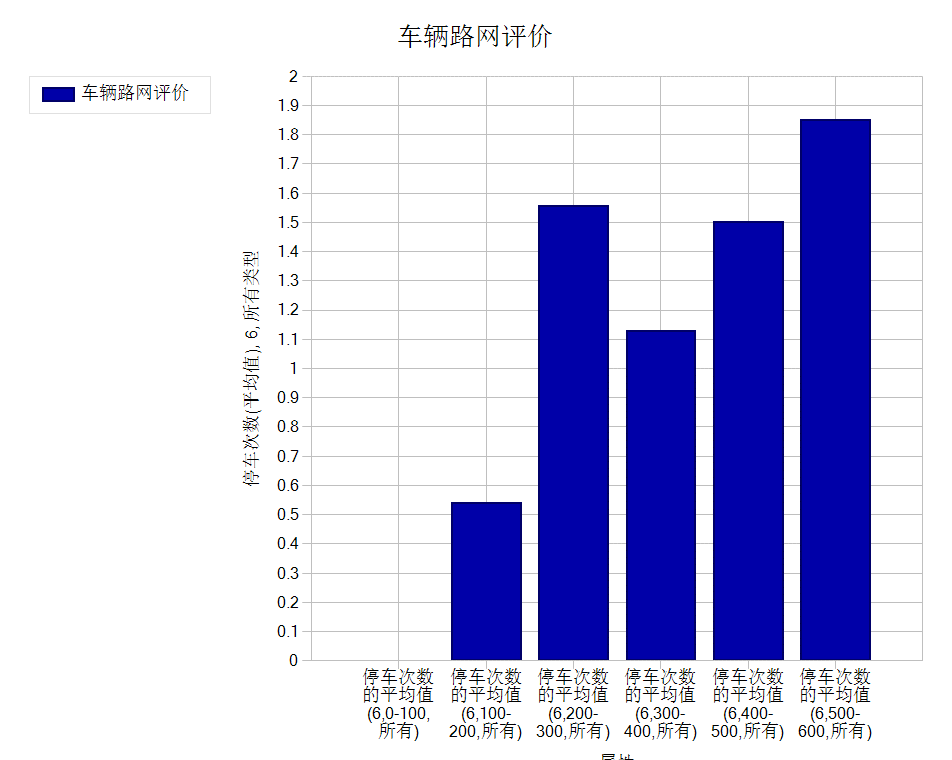 车辆路网评价
车辆路网评价
停车次数(平均值), 6, 所有类型
2
1.9
1.8
1.7
1.6
1.5
1.4
1.3
1.2
1.1
1
0.9
0.8
0.7
0.6
0.5
0.4
0.3
0.2
0.1
0
停车次数
的平均值
(6,0-100,
所有)
停车次数
的平均值
(6,100-
200,所有)
停车次数
的平均值
(6,200-
300,所有)
停车次数
的平均值
(6,300-
400,所有)
停车次数
的平均值
(6,400-
500,所有)
停车次数
的平均值
(6,500-
600,所有)